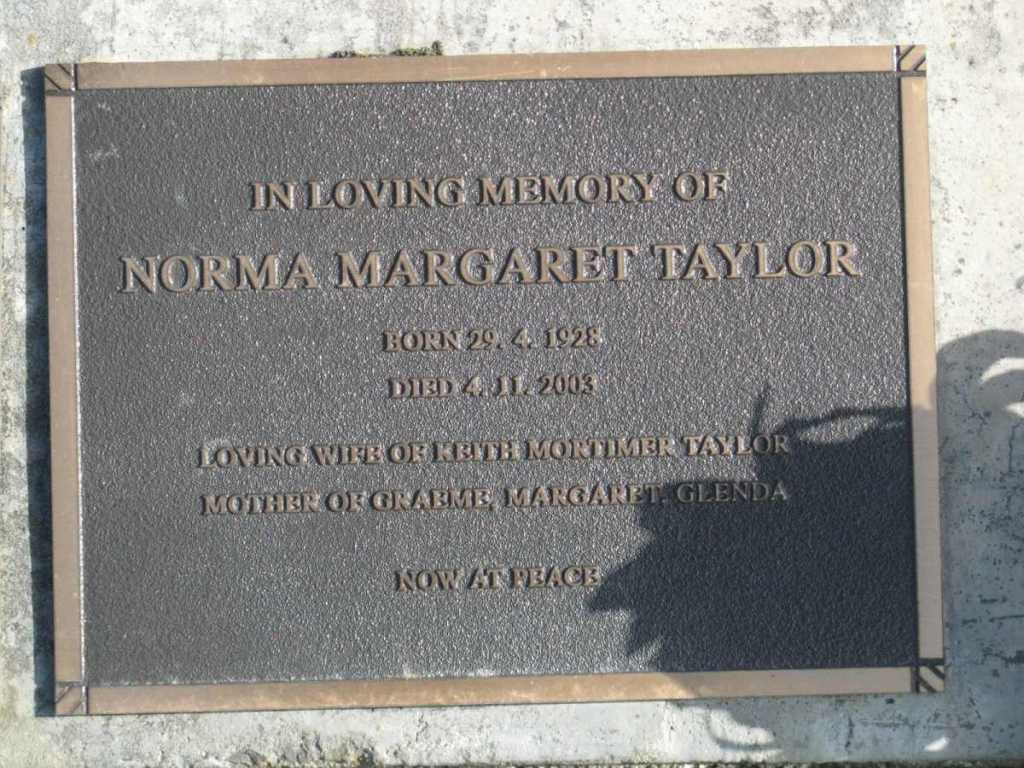 IN LOVING MEMORY OF
NORMA MARGARET TAYLOR
BORN 29. 4. 1928
DIED 4. 11. 2003
LOVING WIFE OF KEITH MORTIMER TAYLOR
MOTHER OF GRAEME, MARGARET, GLENDA
NOW AT PEACE